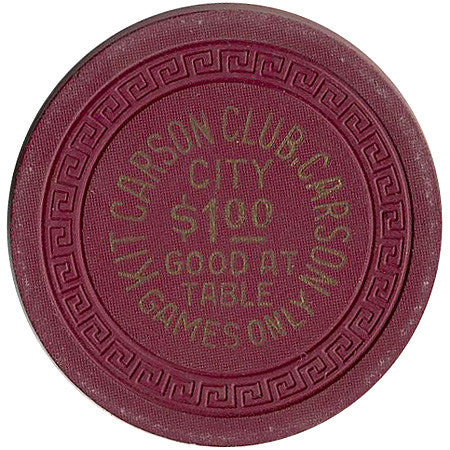 KIT CARSON CLUB, CARSON
CITY
$1.00
GOOD AT
TABLE
GAMES ONLY